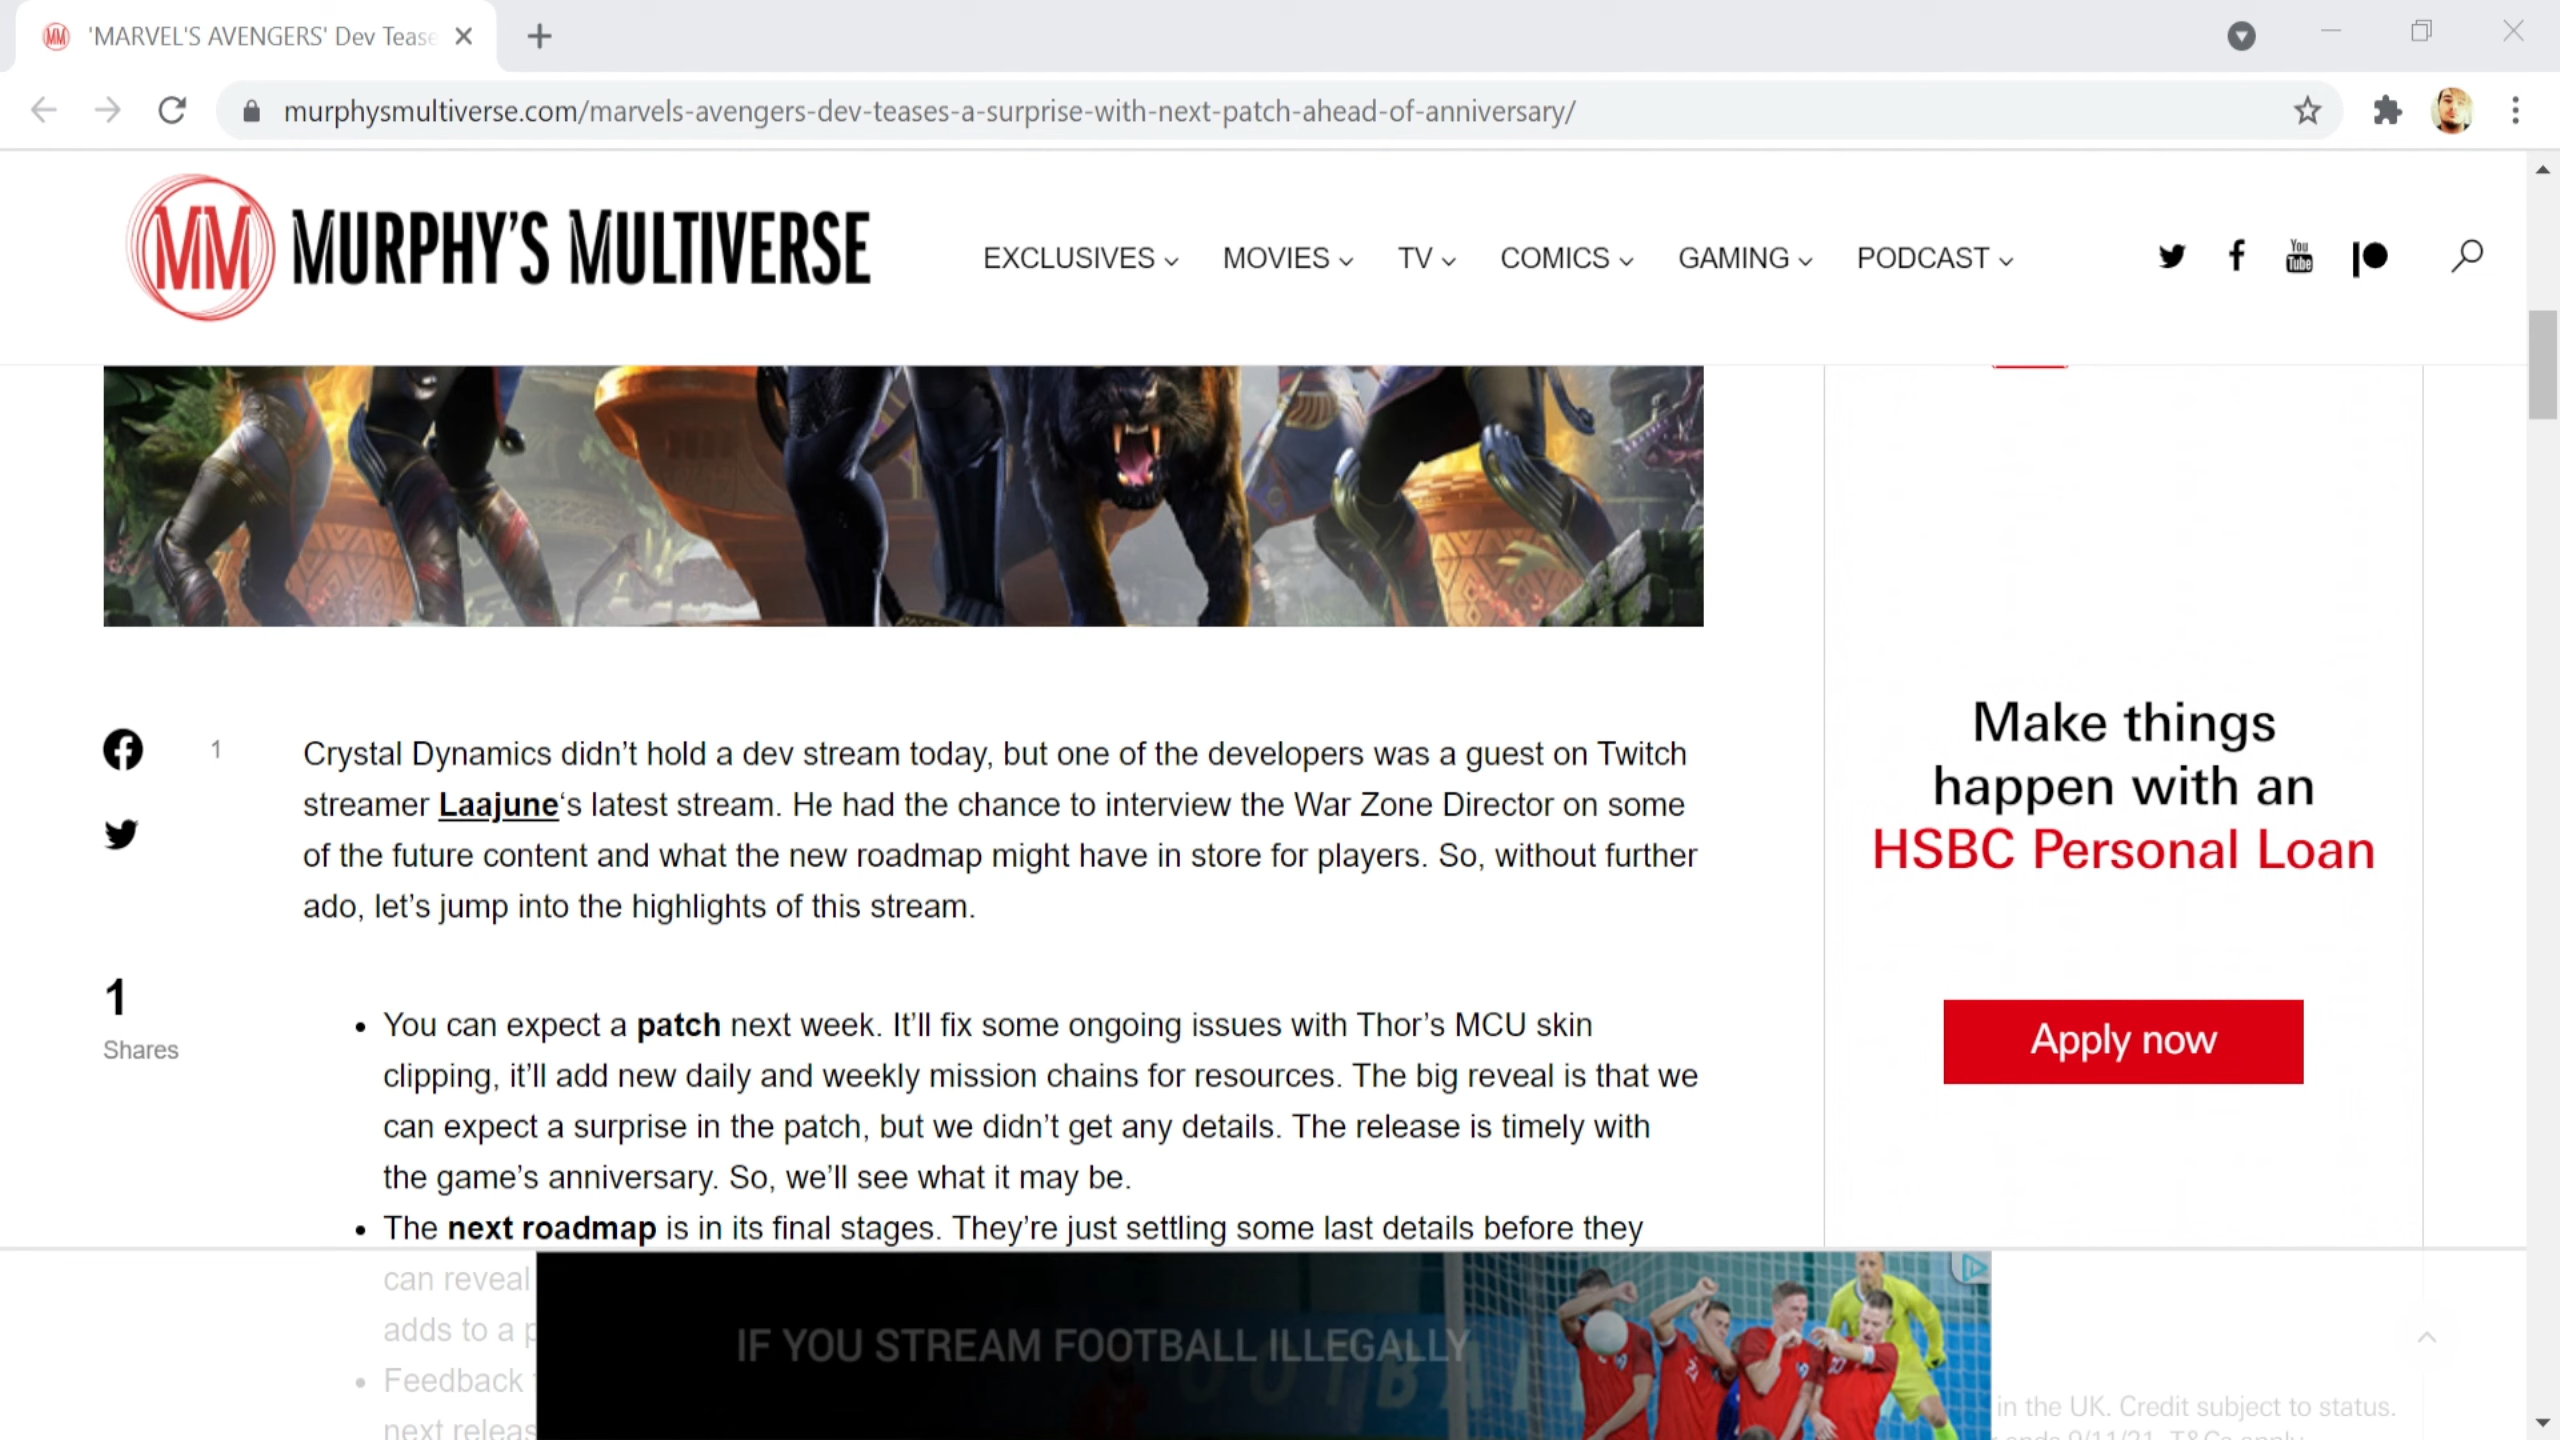 'MARVEL'S AVENGERS' Dev Tease
murphysmultiverse.com/marvels-avengers-dev-teases-a-surprise-with-next-patch-ahead-of-anniversary/
MM MURPHY'S MULTIVERSE
EXCLUSIVES MOVIES TV COMICS GAMING PODCAST
You Tube
1
Crystal Dynamics didn't hold a dev stream today, but one of the developers was a guest on Twitch
streamer Laajune's latest stream. He had the chance to interview the War Zone Director on some
of the future content and what the new roadmap might have in store for players. So, without further
ado, let's jump into the highlights of this stream.
1
Shares
• You can expect a patch next week. It'll fix some ongoing issues with Thor's MCU skin
clipping, it'll add new daily and weekly mission chains for resources. The big reveal is that we
can expect a surprise in the patch, but we didn't get any details. The release is timely with
the game's anniversary. So, we'll see what it may be.
• The next roadmap is in its final stages. They're just settling some last details before they
can reveal
adds to a
• Feedback
next releas
Make things
happen with an
HSBC Personal Loan
Apply now
IF YOU STREAM FOOTBALL ILLEGALLY
in the UK. Credit subject to status.